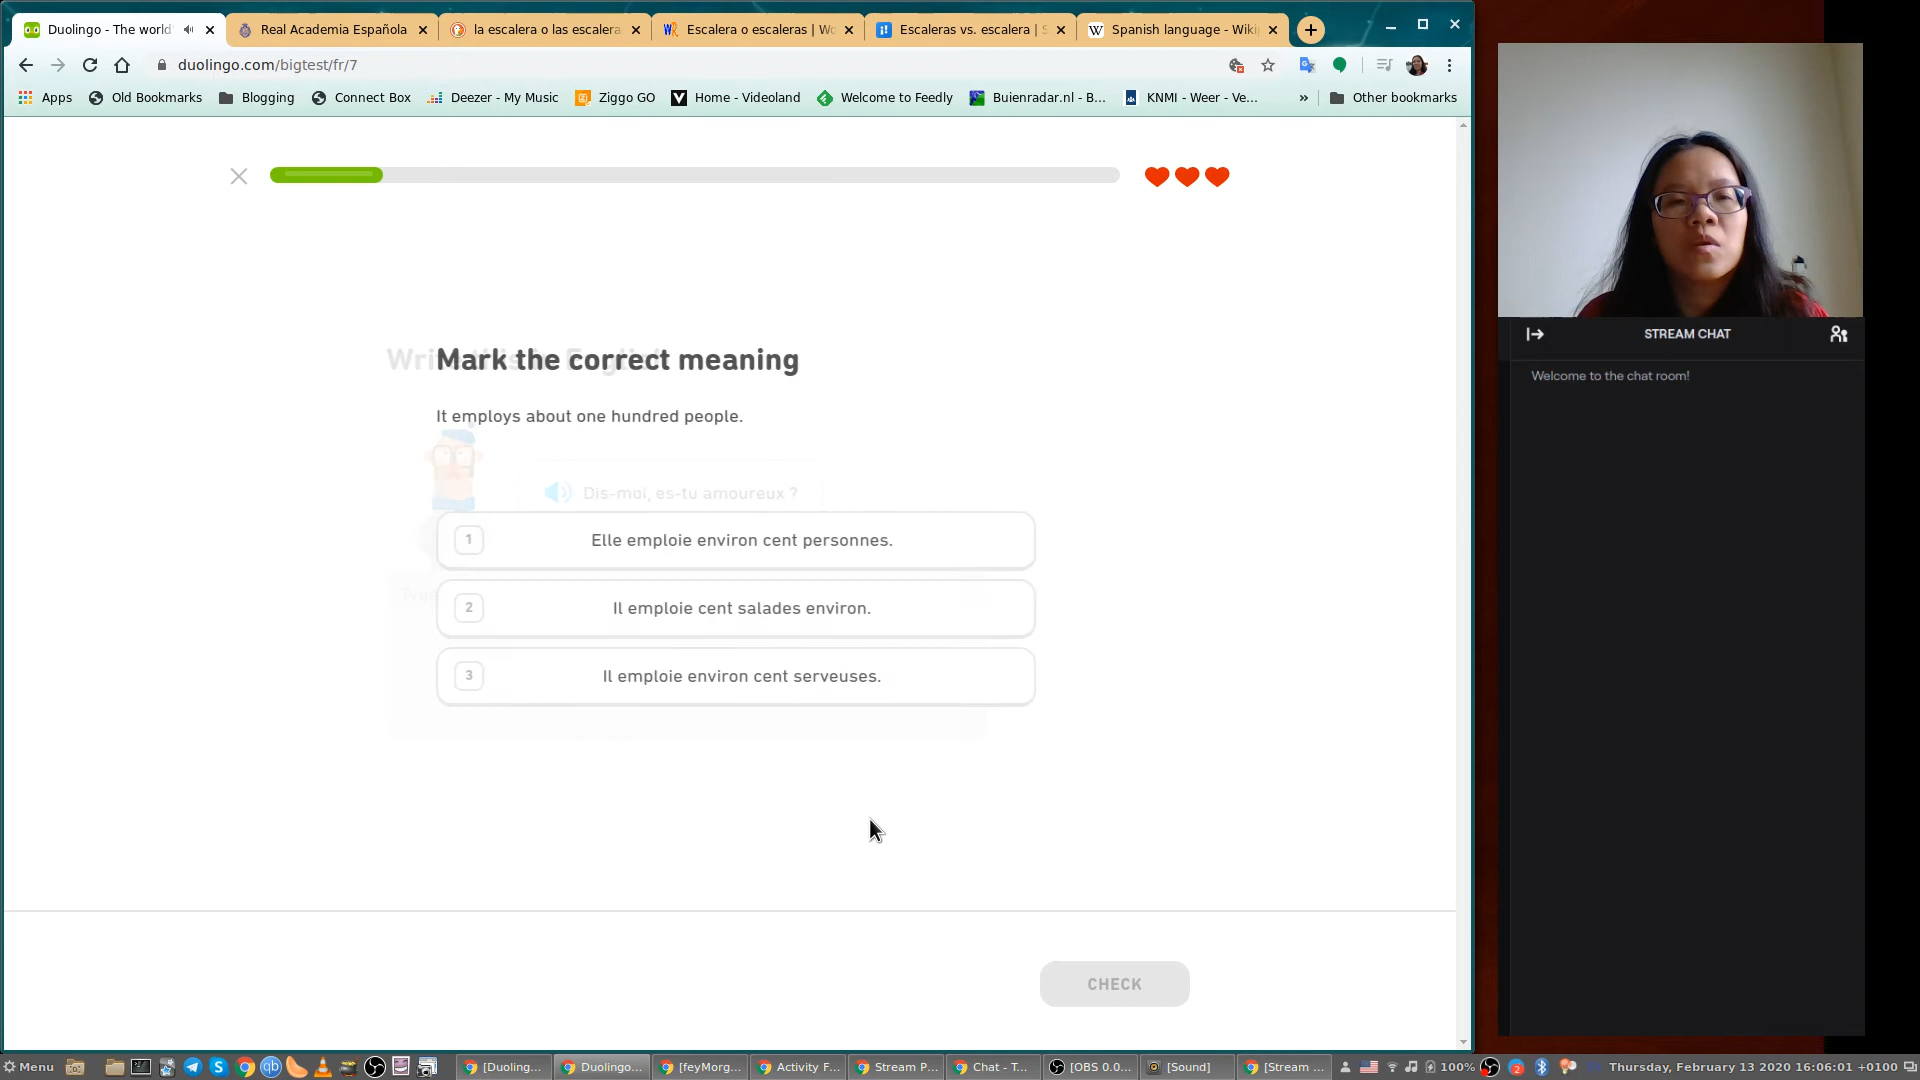 Duolingo - The world'
Real Academia Española
la escalera o las escalera
Escalera o escaleras | Wo
Escaleras vs. escalera | S
Spanish language - Wiki
duolingo.com/bigtest/fr/7
Apps
Old Bookmarks
Blogging
Connect Box
Deezer - My Music
Ziggo GO
Home - Videoland
Welcome to Feedly
Buienradar.nl - B...
KNMI - Weer - Ve...
»
Other bookmarks
Mark the correct meaning
It employs about one hundred people.
Dis-moi, es-tu amoureux ?
1 Elle emploie environ cent personnes.
2 Il emploie cent salades environ.
3 Il emploie environ cent serveuses.
CHECK
STREAM CHAT
Welcome to the chat room!
Menu
[Duoling...
Duolingo...
[feyMorg...
Activity F...
Stream P...
Chat - T...
[OBS 0.0...
[Sound]
[Stream ...
100%
2
Thursday, February 13 2020 16:06:01 +0100